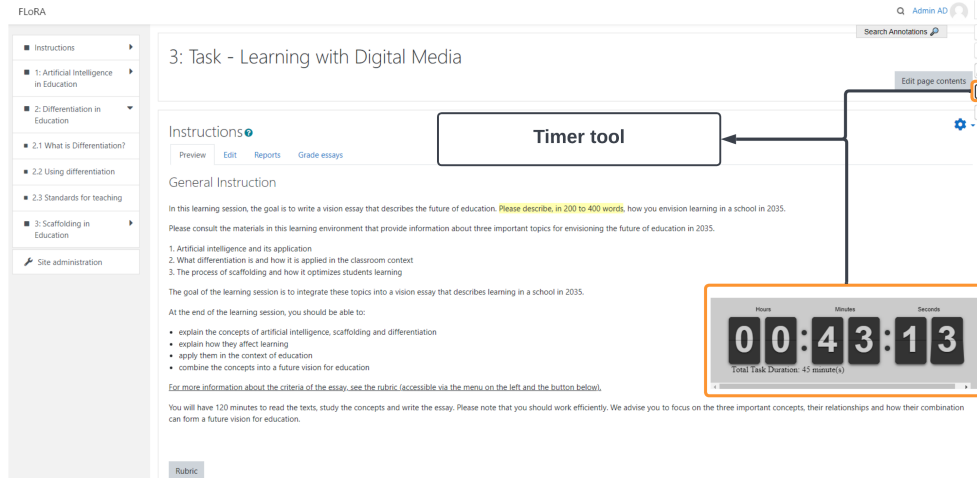 FLoRA
Admin AD
Search Annotations
Instructions
1: Artificial Intelligence
in Education
2: Differentiation in
Education
2.1 What is Differentiation?
2.2 Using differentiation
2.3 Standards for teaching
3: Scaffolding in
Education
Site administration
3: Task - Learning with Digital Media
Edit page contents
Timer tool
Instructions
Preview Edit Reports Grade essays
General Instruction
In this learning session, the goal is to write a vision essay that describes the future of education. Please describe, in 200 to 400 words, how you envision learning in a school in 2035.
Please consult the materials in this learning environment that provide information about three important topics for envisioning the future of education in 2035.
1. Artificial intelligence and its application
2. What differentiation is and how it is applied in the classroom context
3. The process of scaffolding and how it optimizes students learning
The goal of the learning session is to integrate these topics into a vision essay that describes learning in a school in 2035.
At the end of the learning session, you should be able to:
• explain the concepts of artificial intelligence, scaffolding and differentiation
• explain how they affect learning
• apply them in the context of education
• combine the concepts into a future vision for education
For more information about the criteria of the essay, see the rubric (accessible via the menu on the left and the button below).
You will have 120 minutes to read the texts, study the concepts and write the essay. Please note that you should work efficiently. We advise you to focus on the three important concepts, their relationships and how their combination
can form a future vision for education.
Rubric
Hours Minutes Seconds
00:43:13
Total Task Duration: 45 minute(s)